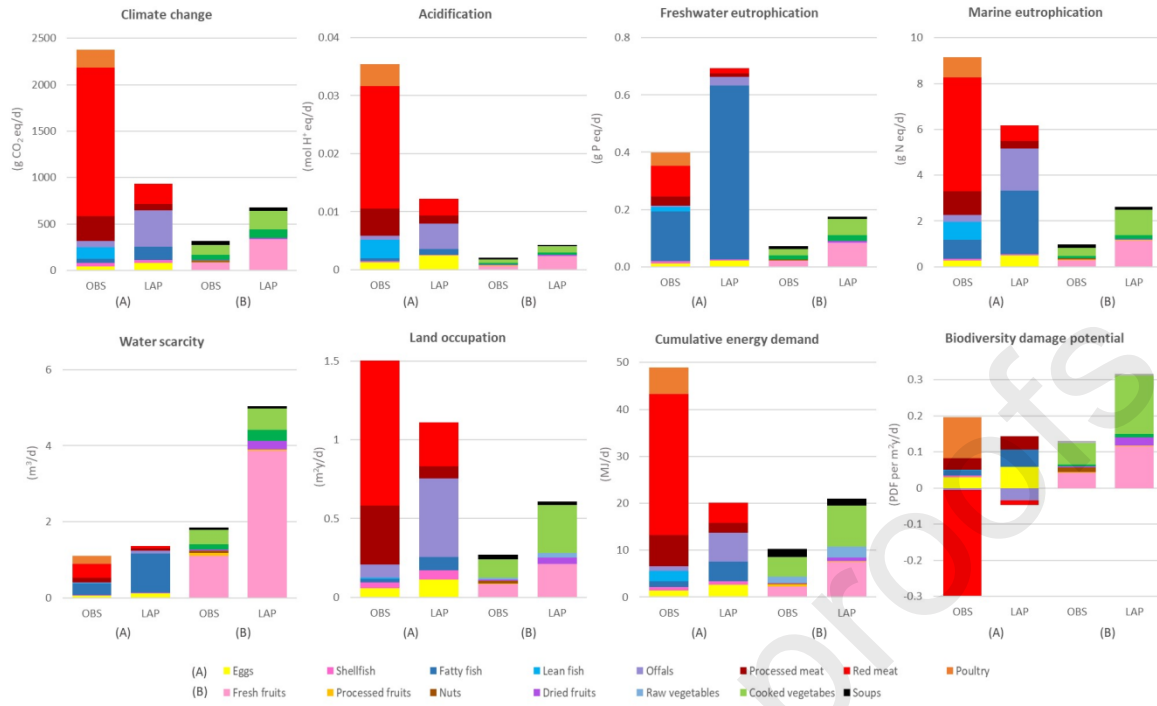 Climate change
Acidification
Freshwater eutrophication
Marine eutrophication
(g CO₂ eq/d)
2500
2000
1500
1000
500
0
OBS LAP OBS LAP
(A) (B)
(mol H⁺ eq/d)
0.04
0.03
0.02
0.01
0
OBS LAP OBS LAP
(A) (B)
(g P eq/d)
0.8
0.6
0.4
0.2
0.0
OBS LAP OBS LAP
(A) (B)
(g N eq/d)
10
8
6
4
2
0
OBS LAP OBS LAP
(A) (B)
Water scarcity
Land occupation
Cumulative energy demand
Biodiversity damage potential
(m³/d)
6
4
2
0
OBS LAP OBS LAP
(A) (B)
(m²y/d)
1.5
1
0.5
0
OBS LAP OBS LAP
(A) (B)
(MJ/d)
50
40
30
20
10
0
OBS LAP OBS LAP
(A) (B)
(PDF per m²y/d)
0.3
0.2
0.1
0
-0.1
-0.2
-0.3
OBS LAP OBS LAP
(A) (B)
(A) Eggs Shellfish Fatty fish Lean fish Offals Processed meat Red meat Poultry
(B) Fresh fruits Processed fruits Nuts Dried fruits Raw vegetables Cooked vegetabes Soups
proofs